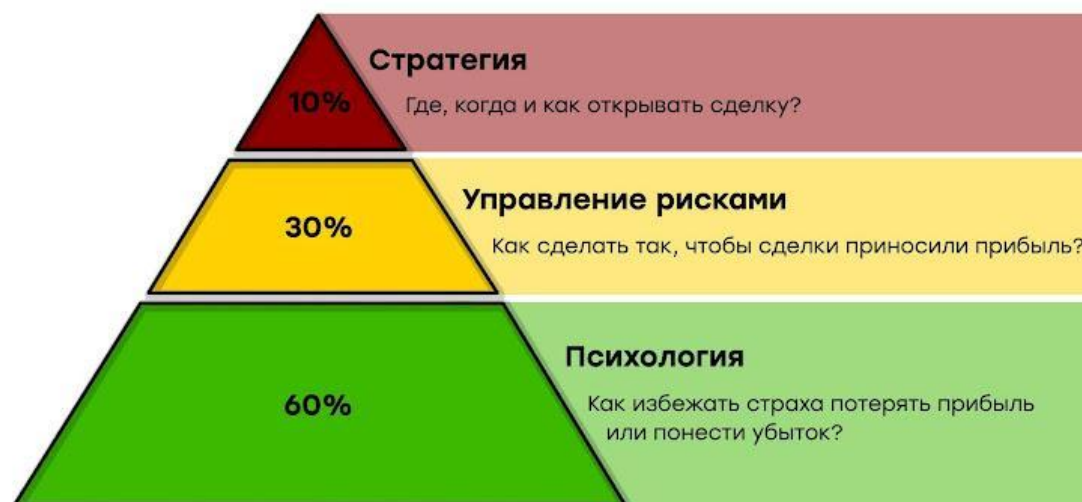 Стратегия
10%
Где, когда и как открывать сделку?
Управление рисками
30%
Как сделать так, чтобы сделки приносили прибыль?
Психология
60%
Как избежать страха потерять прибыль
или понести убыток?